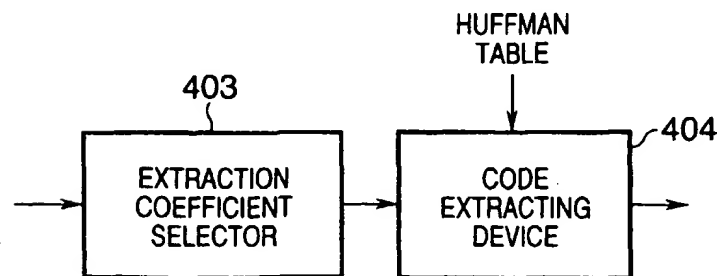 HUFFMAN
TABLE
403
404
EXTRACTION
COEFFICIENT
SELECTOR
CODE
EXTRACTING
DEVICE